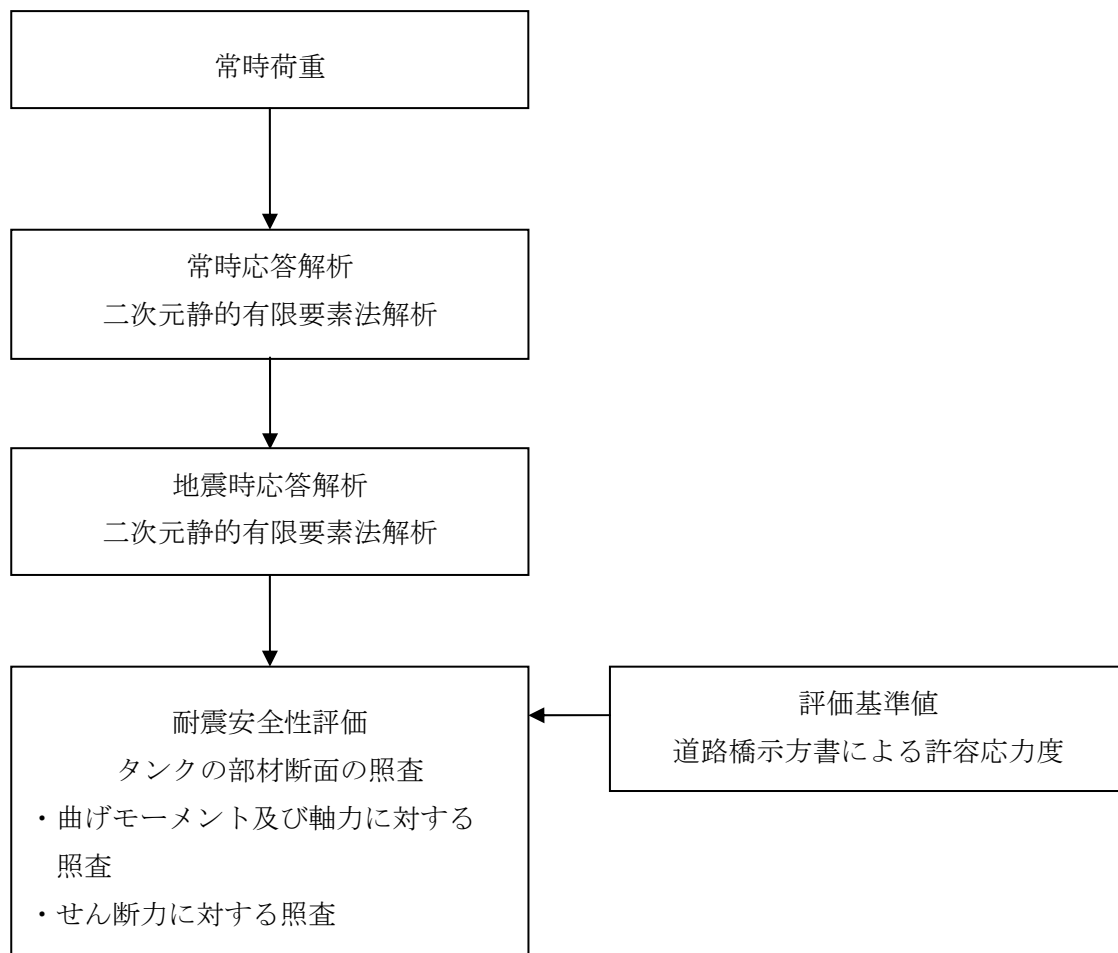 常時荷重
常時応答解析
二次元静的有限要素法解析
地震時応答解析
二次元静的有限要素法解析
耐震安全性評価
タンクの部材断面の照査
・曲げモーメント及び軸力に対する
照査
・せん断力に対する照査
評価基準値
道路橋示方書による許容応力度